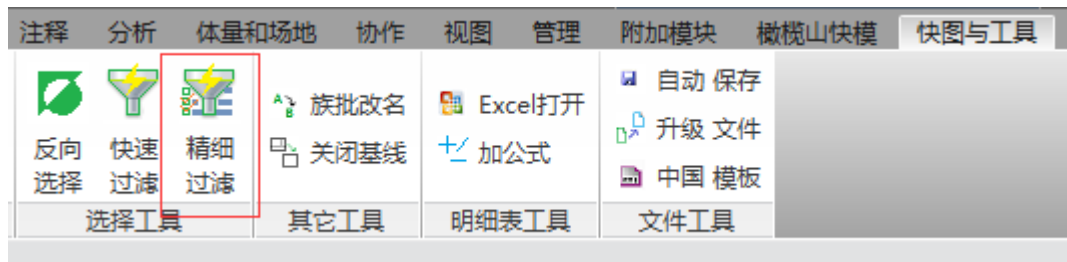 注释 分析 体量和场地 协作 视图 管理 附加模块 橄榄山快模 快图与工具
反向选择 快速过滤 精细过滤
族批改名
关闭基线
Excel打开
加公式
自动 保存
升级 文件
中国 模板
选择工具 其它工具 明细表工具 文件工具